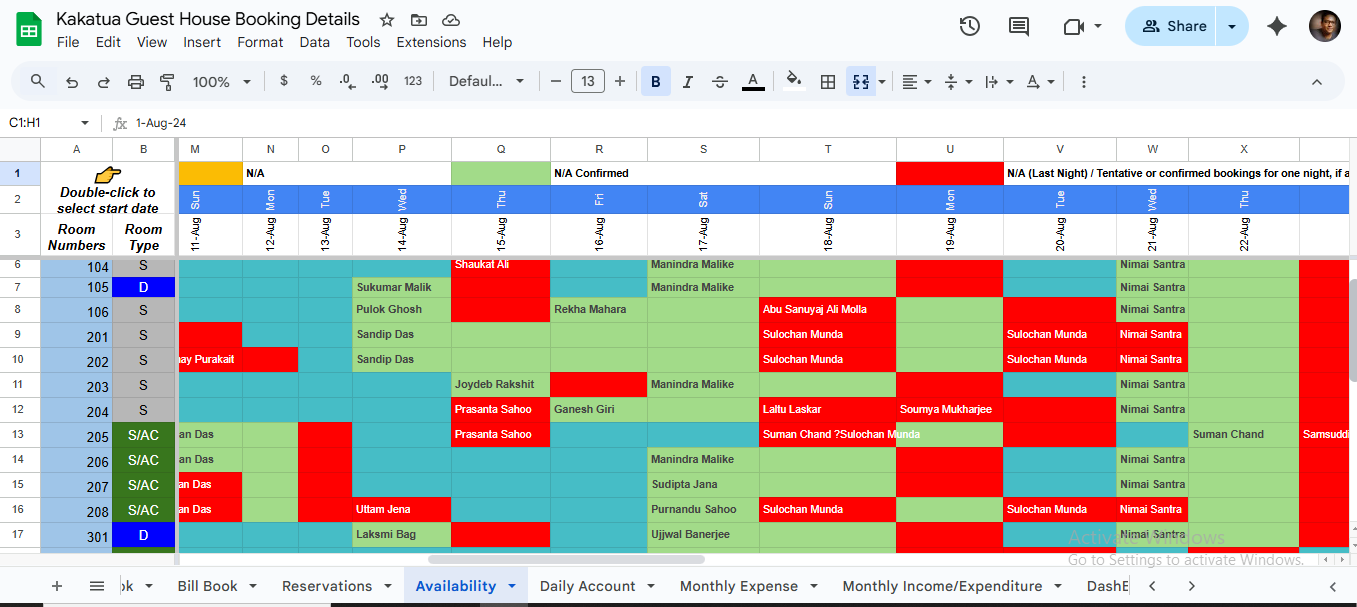 Kakatua Guest House Booking Details
File Edit View Insert Format Data Tools Extensions Help
Share
100% $ % .0 .00 123 Defaul... 13 B I A
C1:H1 fx 1-Aug-24
A B M N O P Q R S T U V W X
1 N/A N/A Confirmed N/A (Last Night) / Tentative or confirmed bookings for one night, if a
Double-click to
select start date
2 Sun Mon Tue Wed Thu Fri Sat Sun Mon Tue Wed Thu
3 Room Numbers Room Type 11-Aug 12-Aug 13-Aug 14-Aug 15-Aug 16-Aug 17-Aug 18-Aug 19-Aug 20-Aug 21-Aug 22-Aug
6 104 S Shaukat Ali Manindra Malike Nimai Santra
7 105 D Sukumar Malik Manindra Malike Nimai Santra
8 106 S Pulok Ghosh Rekha Mahara Abu Sanuyaj Ali Molla Nimai Santra
9 201 S Sandip Das Sulochan Munda Sulochan Munda Nimai Santra
10 202 S ay Purakait Sandip Das Sulochan Munda Sulochan Munda Nimai Santra
11 203 S Joydeb Rakshit Manindra Malike Nimai Santra
12 204 S Prasanta Sahoo Ganesh Giri Laltu Laskar Sournya Mukharjee Nimai Santra
13 205 S/AC an Das Prasanta Sahoo Suman Chand ?Sulochan Munda Suman Chand Samsuddi
14 206 S/AC an Das Manindra Malike Nimai Santra
15 207 S/AC an Das Sudipta Jana Nimai Santra
16 208 S/AC an Das Uttam Jena Purnandu Sahoo Sulochan Munda Sulochan Munda Nimai Santra
17 301 D Laksmi Bag Ujjwal Banerjee Nimai Santra
Activate Windows
Go to Settings to activate Windows.
ok Bill Book Reservations Availability Daily Account Monthly Expense Monthly Income/Expenditure DashE